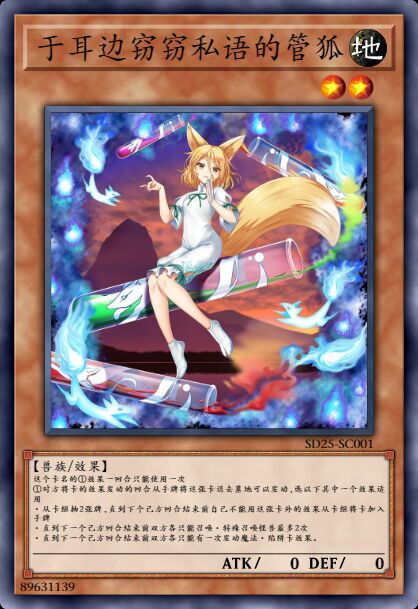 于耳边窃窃私语的管狐
地
SD25-SC001
【兽族/效果】
这个卡名的①效果一回合只能使用一次
①对方将卡的效果发动的回合从手牌将这张卡送去墓地可以发动,选以下其中一个效果适用
·从卡组抽2张牌,直到下个己方回合结束前自己不能用这张卡外的效果从卡组将卡加入手牌
·直到下一个己方回合结束前双方各只能召唤·特殊召唤怪兽最多2次
·直到下一个己方回合结束前双方各只能有一次发动魔法·陷阱卡效果。
ATK/ 0 DEF/ 0
89631139